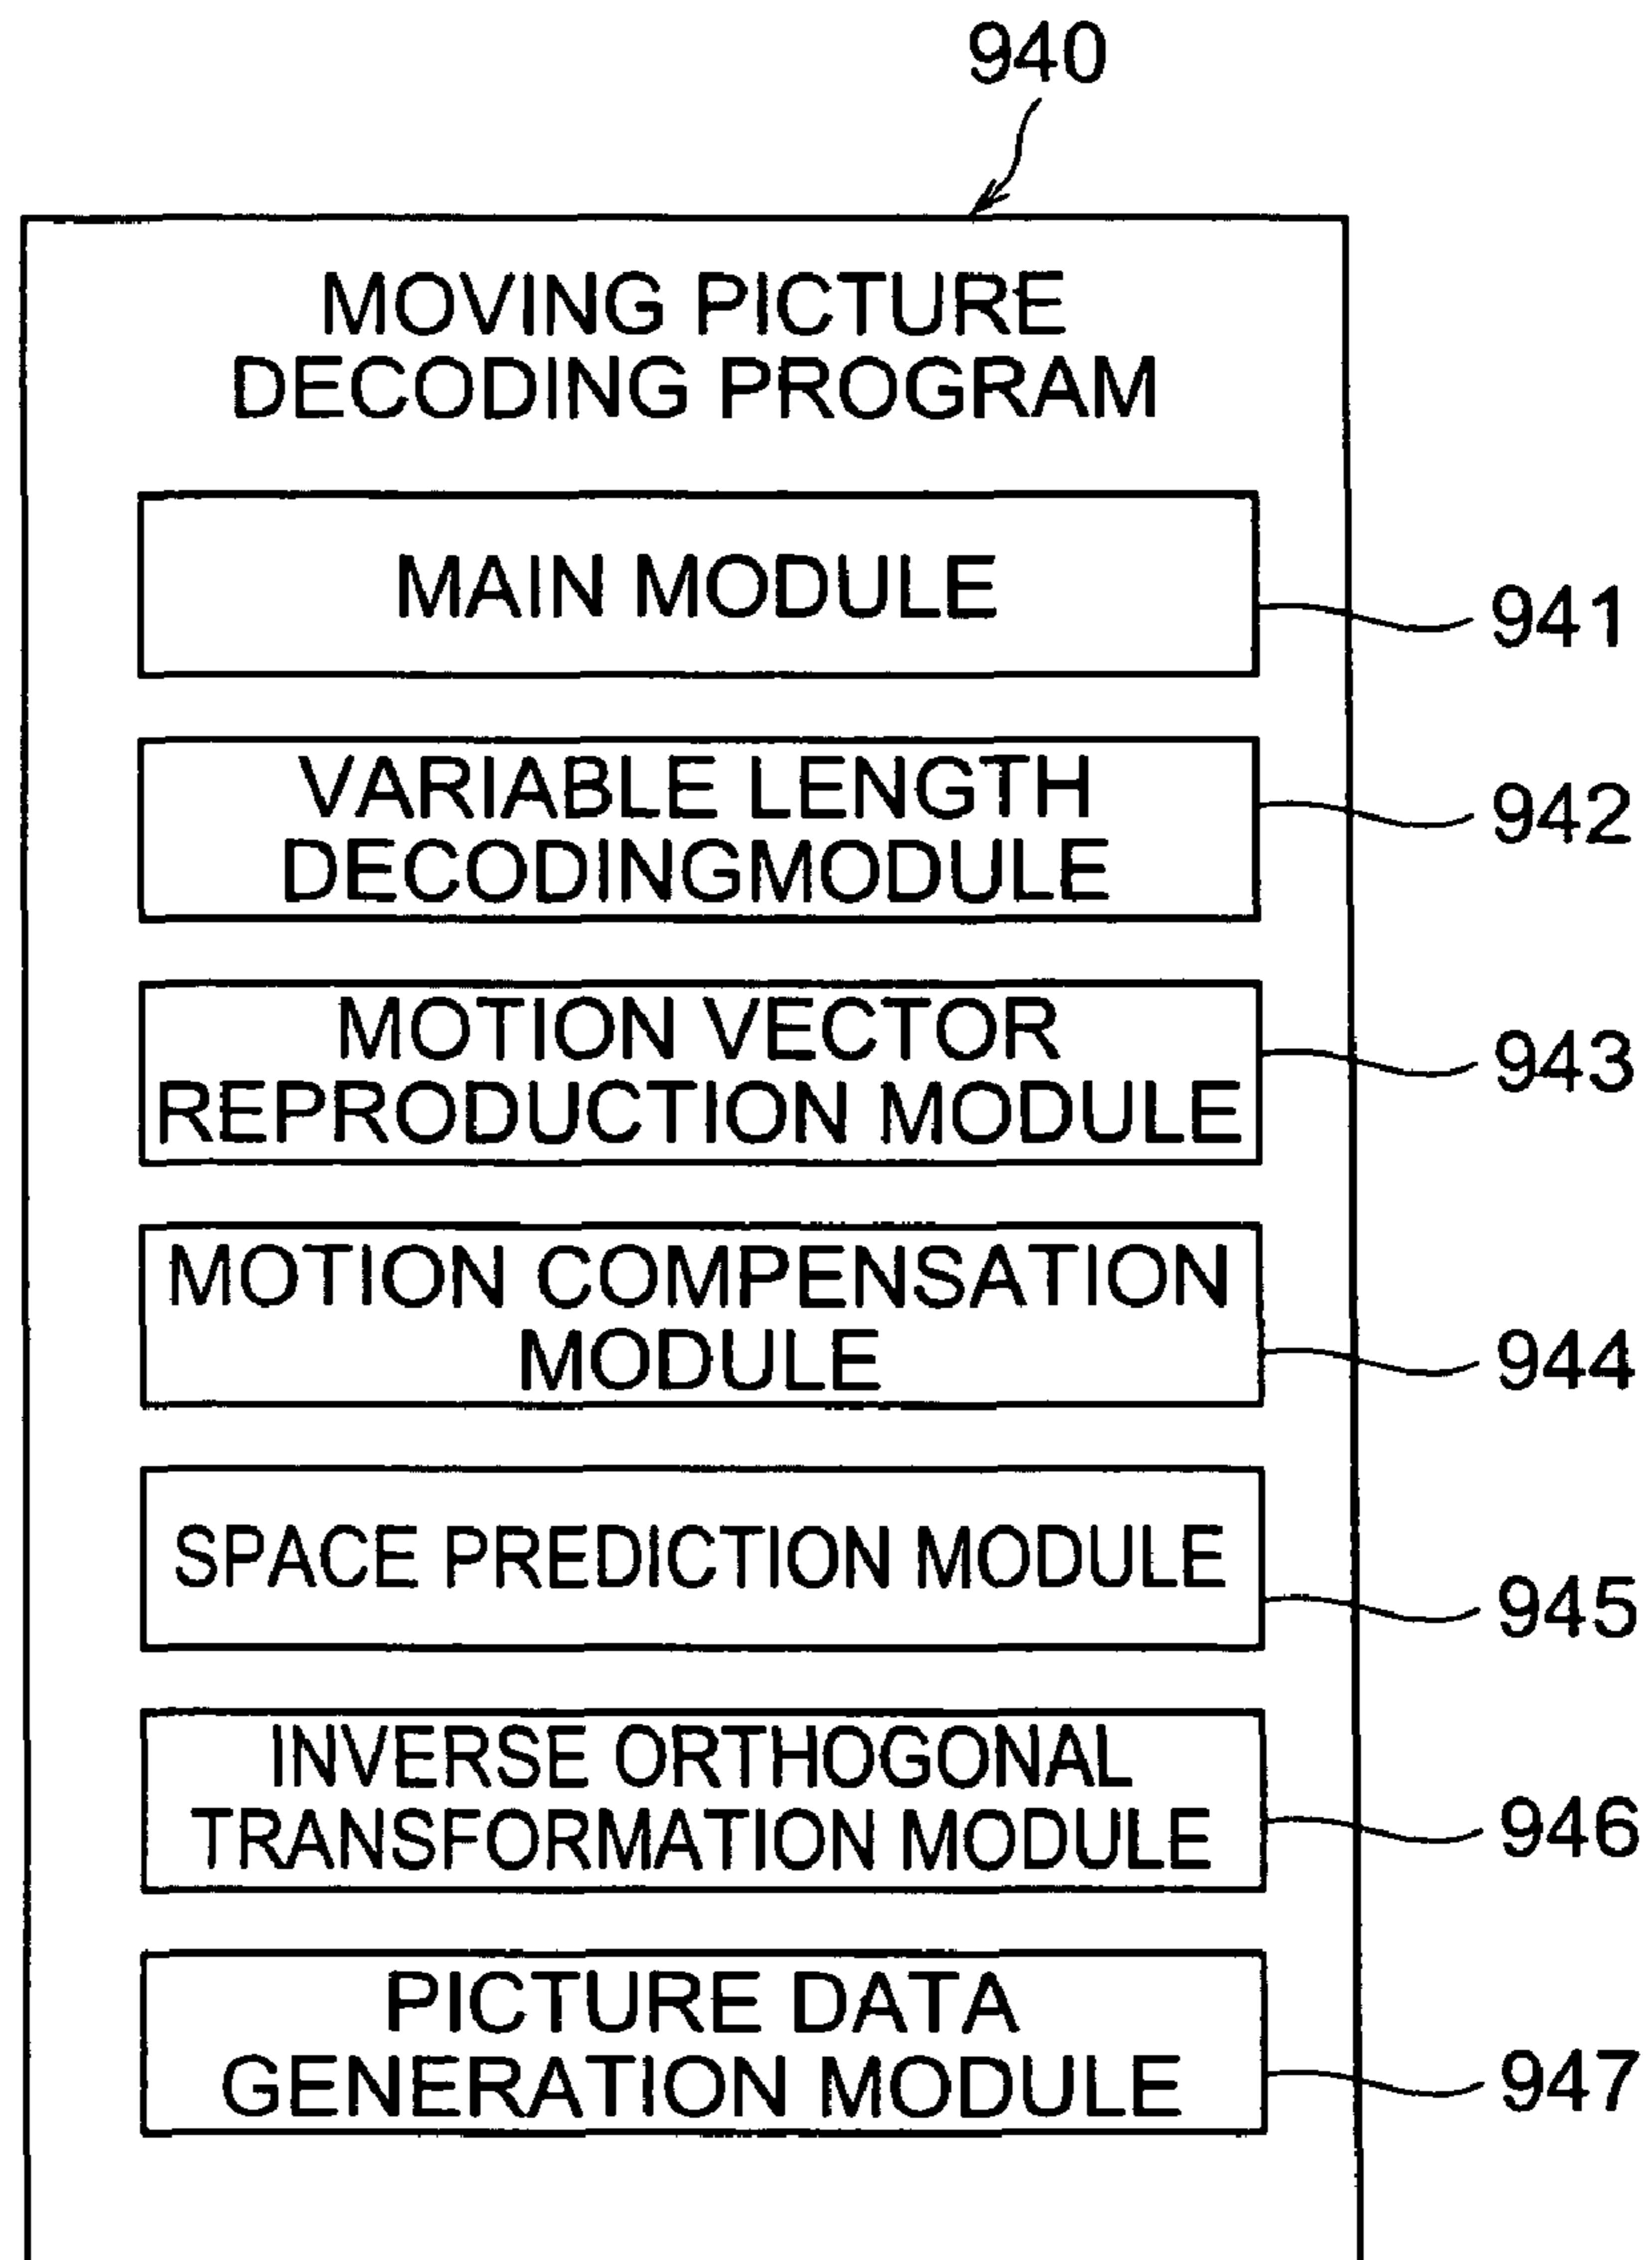 940
MOVING PICTURE
DECODING PROGRAM
MAIN MODULE
941
VARIABLE LENGTH
DECODINGMODULE
942
MOTION VECTOR
REPRODUCTION MODULE
943
MOTION COMPENSATION
MODULE
944
SPACE PREDICTION MODULE
945
INVERSE ORTHOGONAL
TRANSFORMATION MODULE
946
PICTURE DATA
GENERATION MODULE
947